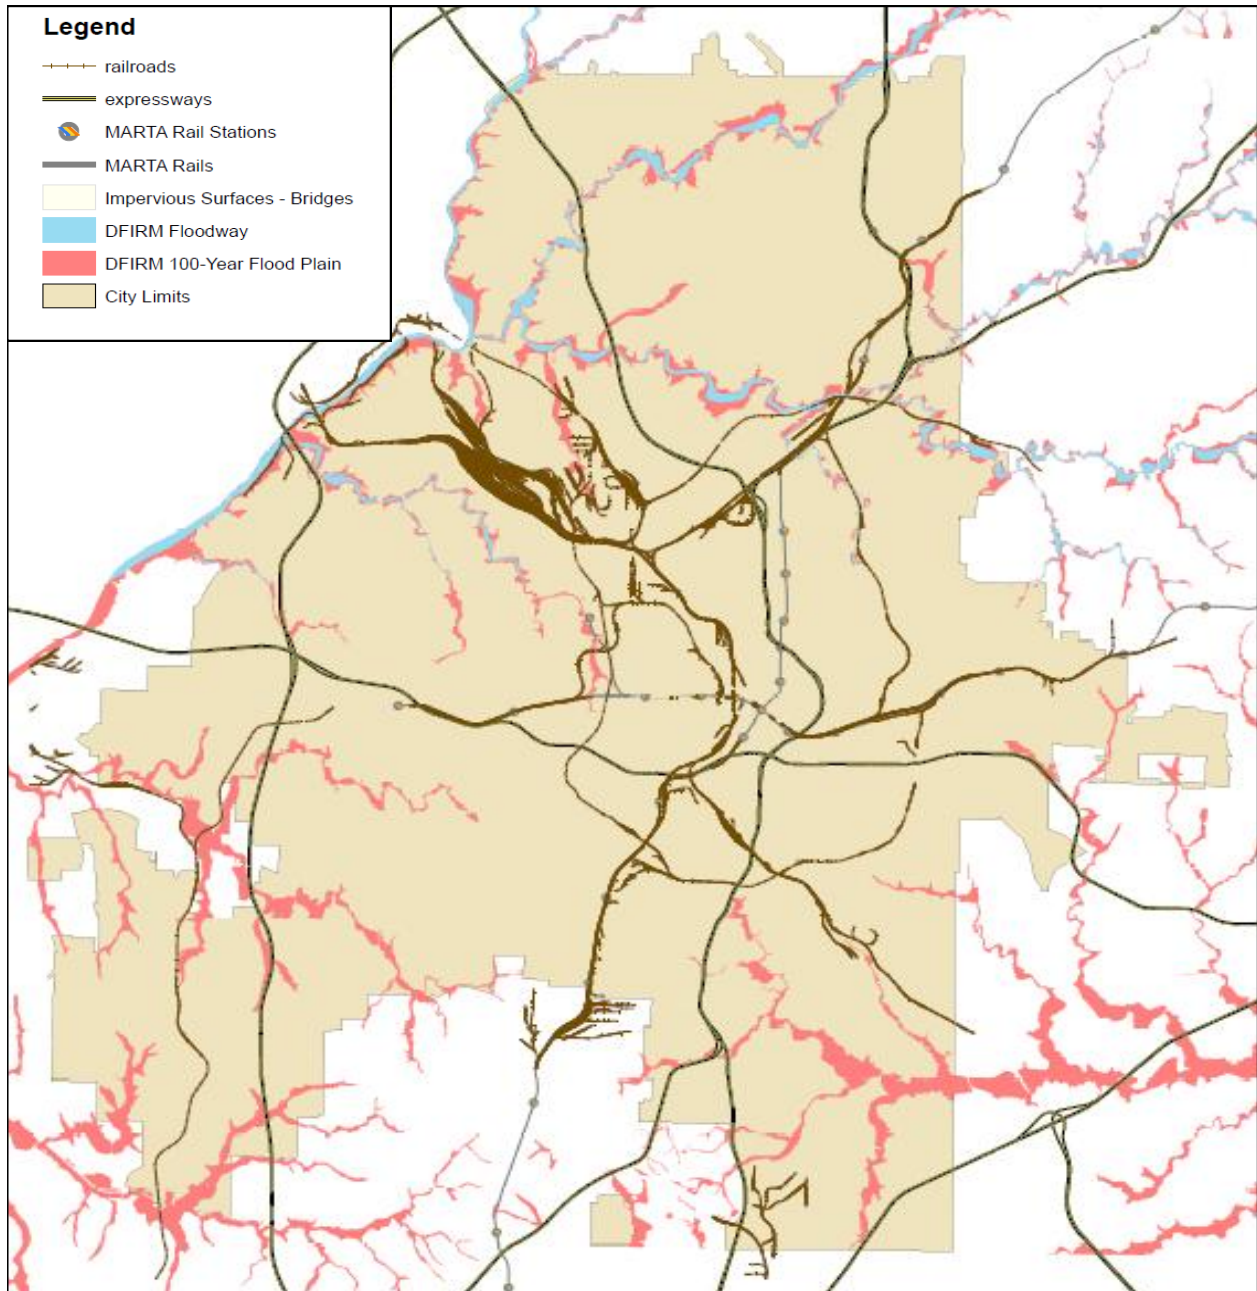 Legend
railroads
expressways
MARTA Rail Stations
MARTA Rails
Impervious Surfaces - Bridges
DFIRM Floodway
DFIRM 100-Year Flood Plain
City Limits